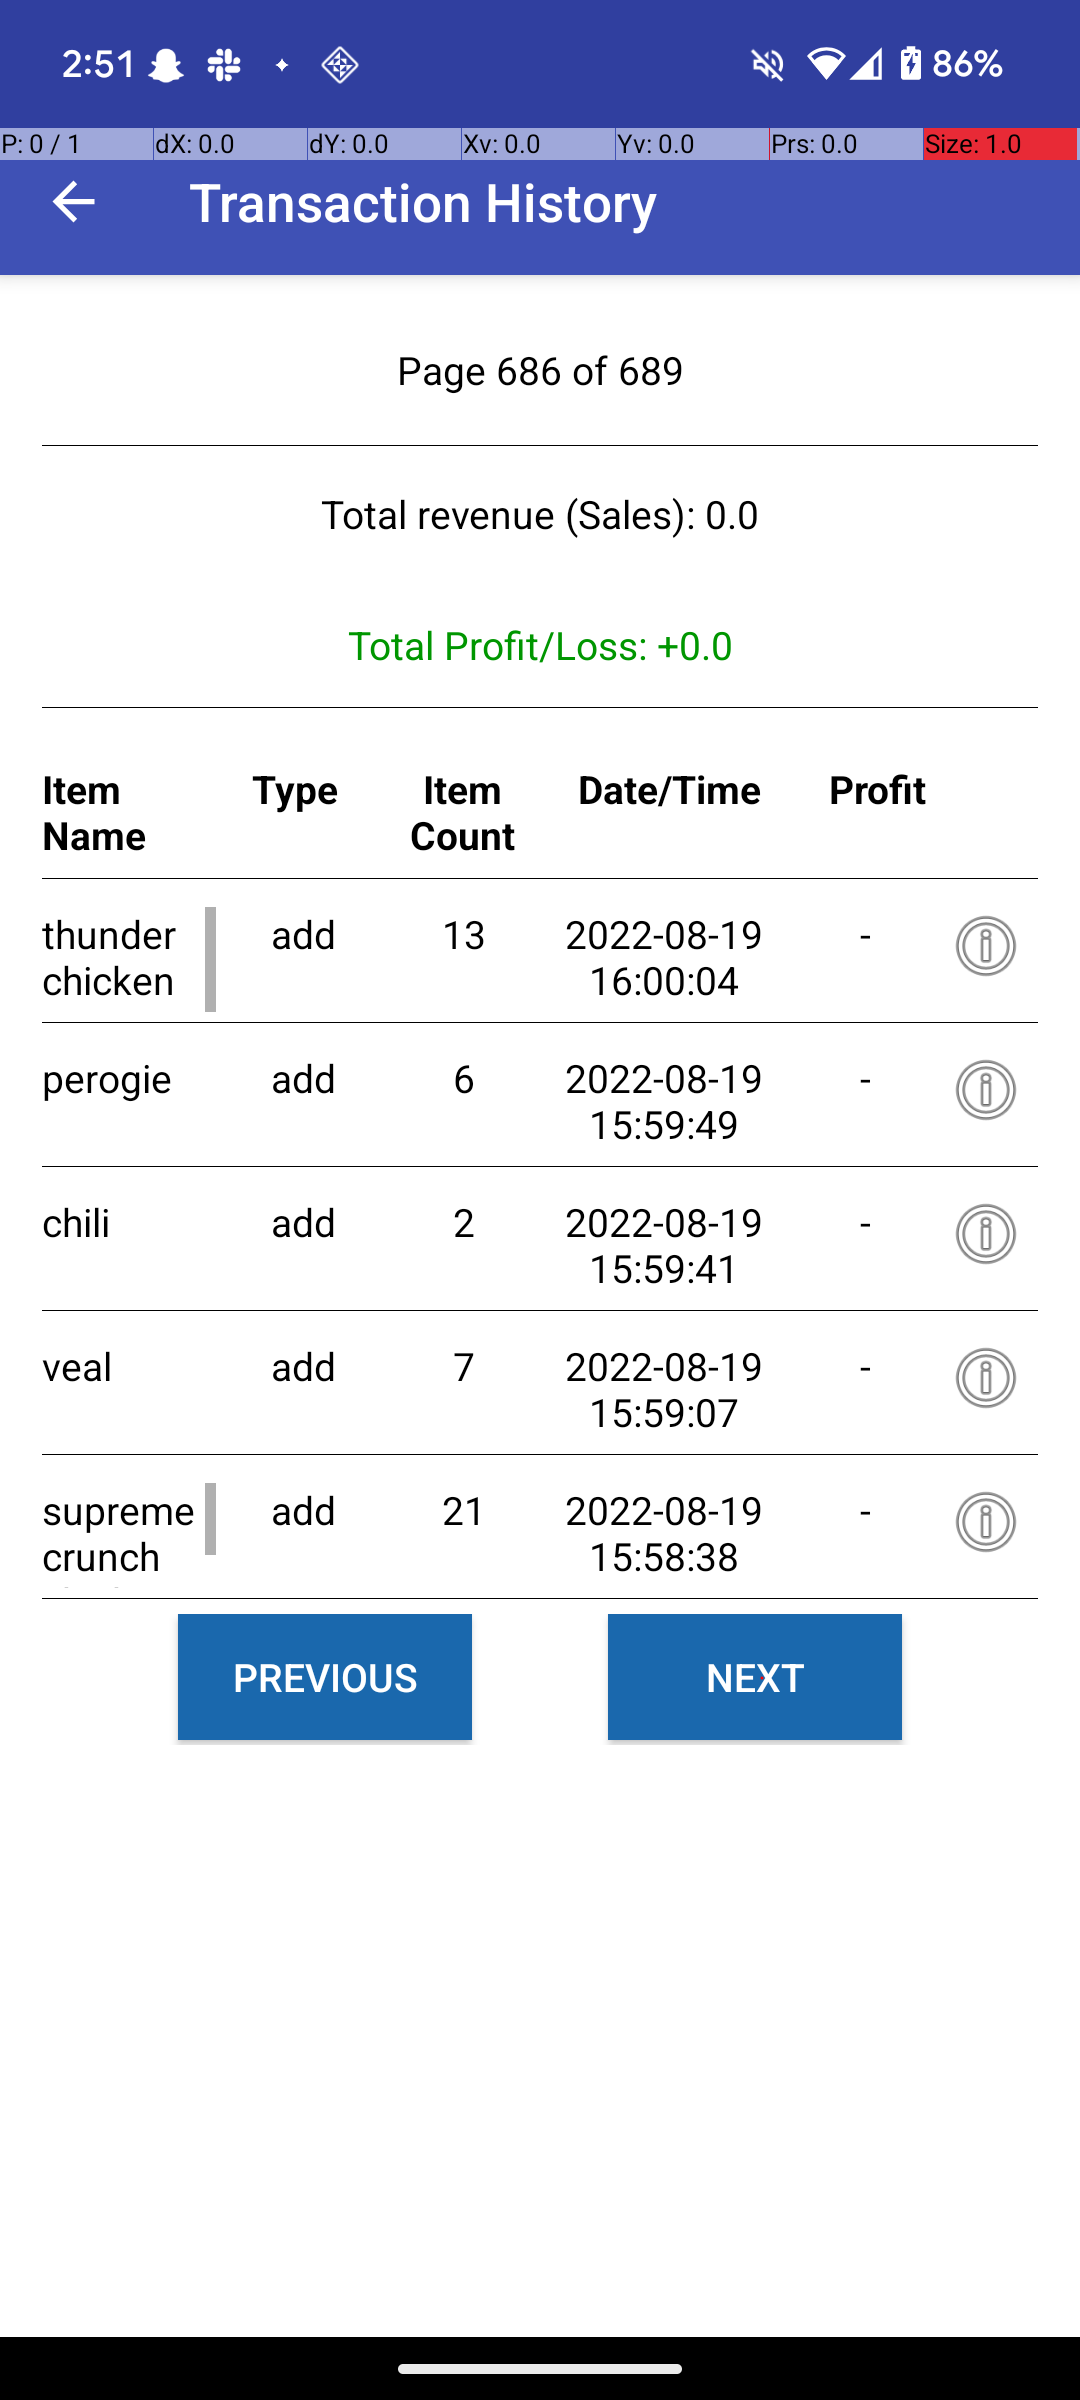 2:51 86%
P: 0 / 1 dX: 0.0 dY: 0.0 Xv: 0.0 Yv: 0.0 Prs: 0.0 Size: 1.0
Transaction History
Page 686 of 689
Total revenue (Sales): 0.0
Total Profit/Loss: +0.0
Item Name Type Item Count Date/Time Profit
thunder chicken add 13 2022-08-19 16:00:04 -
perogie add 6 2022-08-19 15:59:49 -
chili add 2 2022-08-19 15:59:41 -
veal add 7 2022-08-19 15:59:07 -
supreme crunch add 21 2022-08-19 15:58:38 -
PREVIOUS NEXT